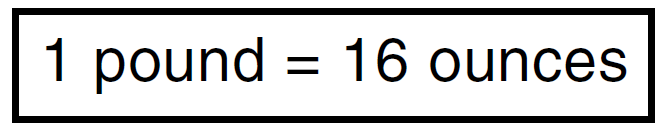 1 pound = 16 ounces